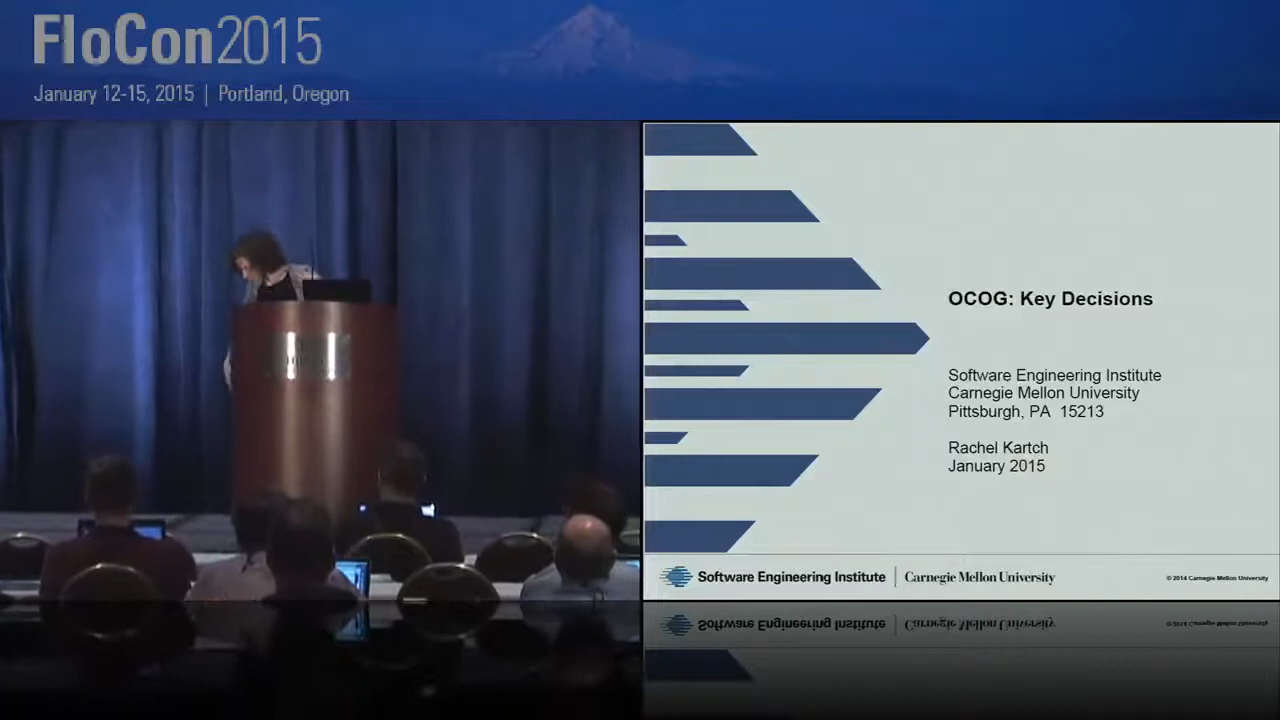 FloCon2015
January 12-15, 2015 | Portland, Oregon
OCOG: Key Decisions
Software Engineering Institute
Carnegie Mellon University
Pittsburgh, PA 15213
Rachel Kartch
January 2015
Software Engineering Institute | Carnegie Mellon University
© 2014 Carnegie Mellon University